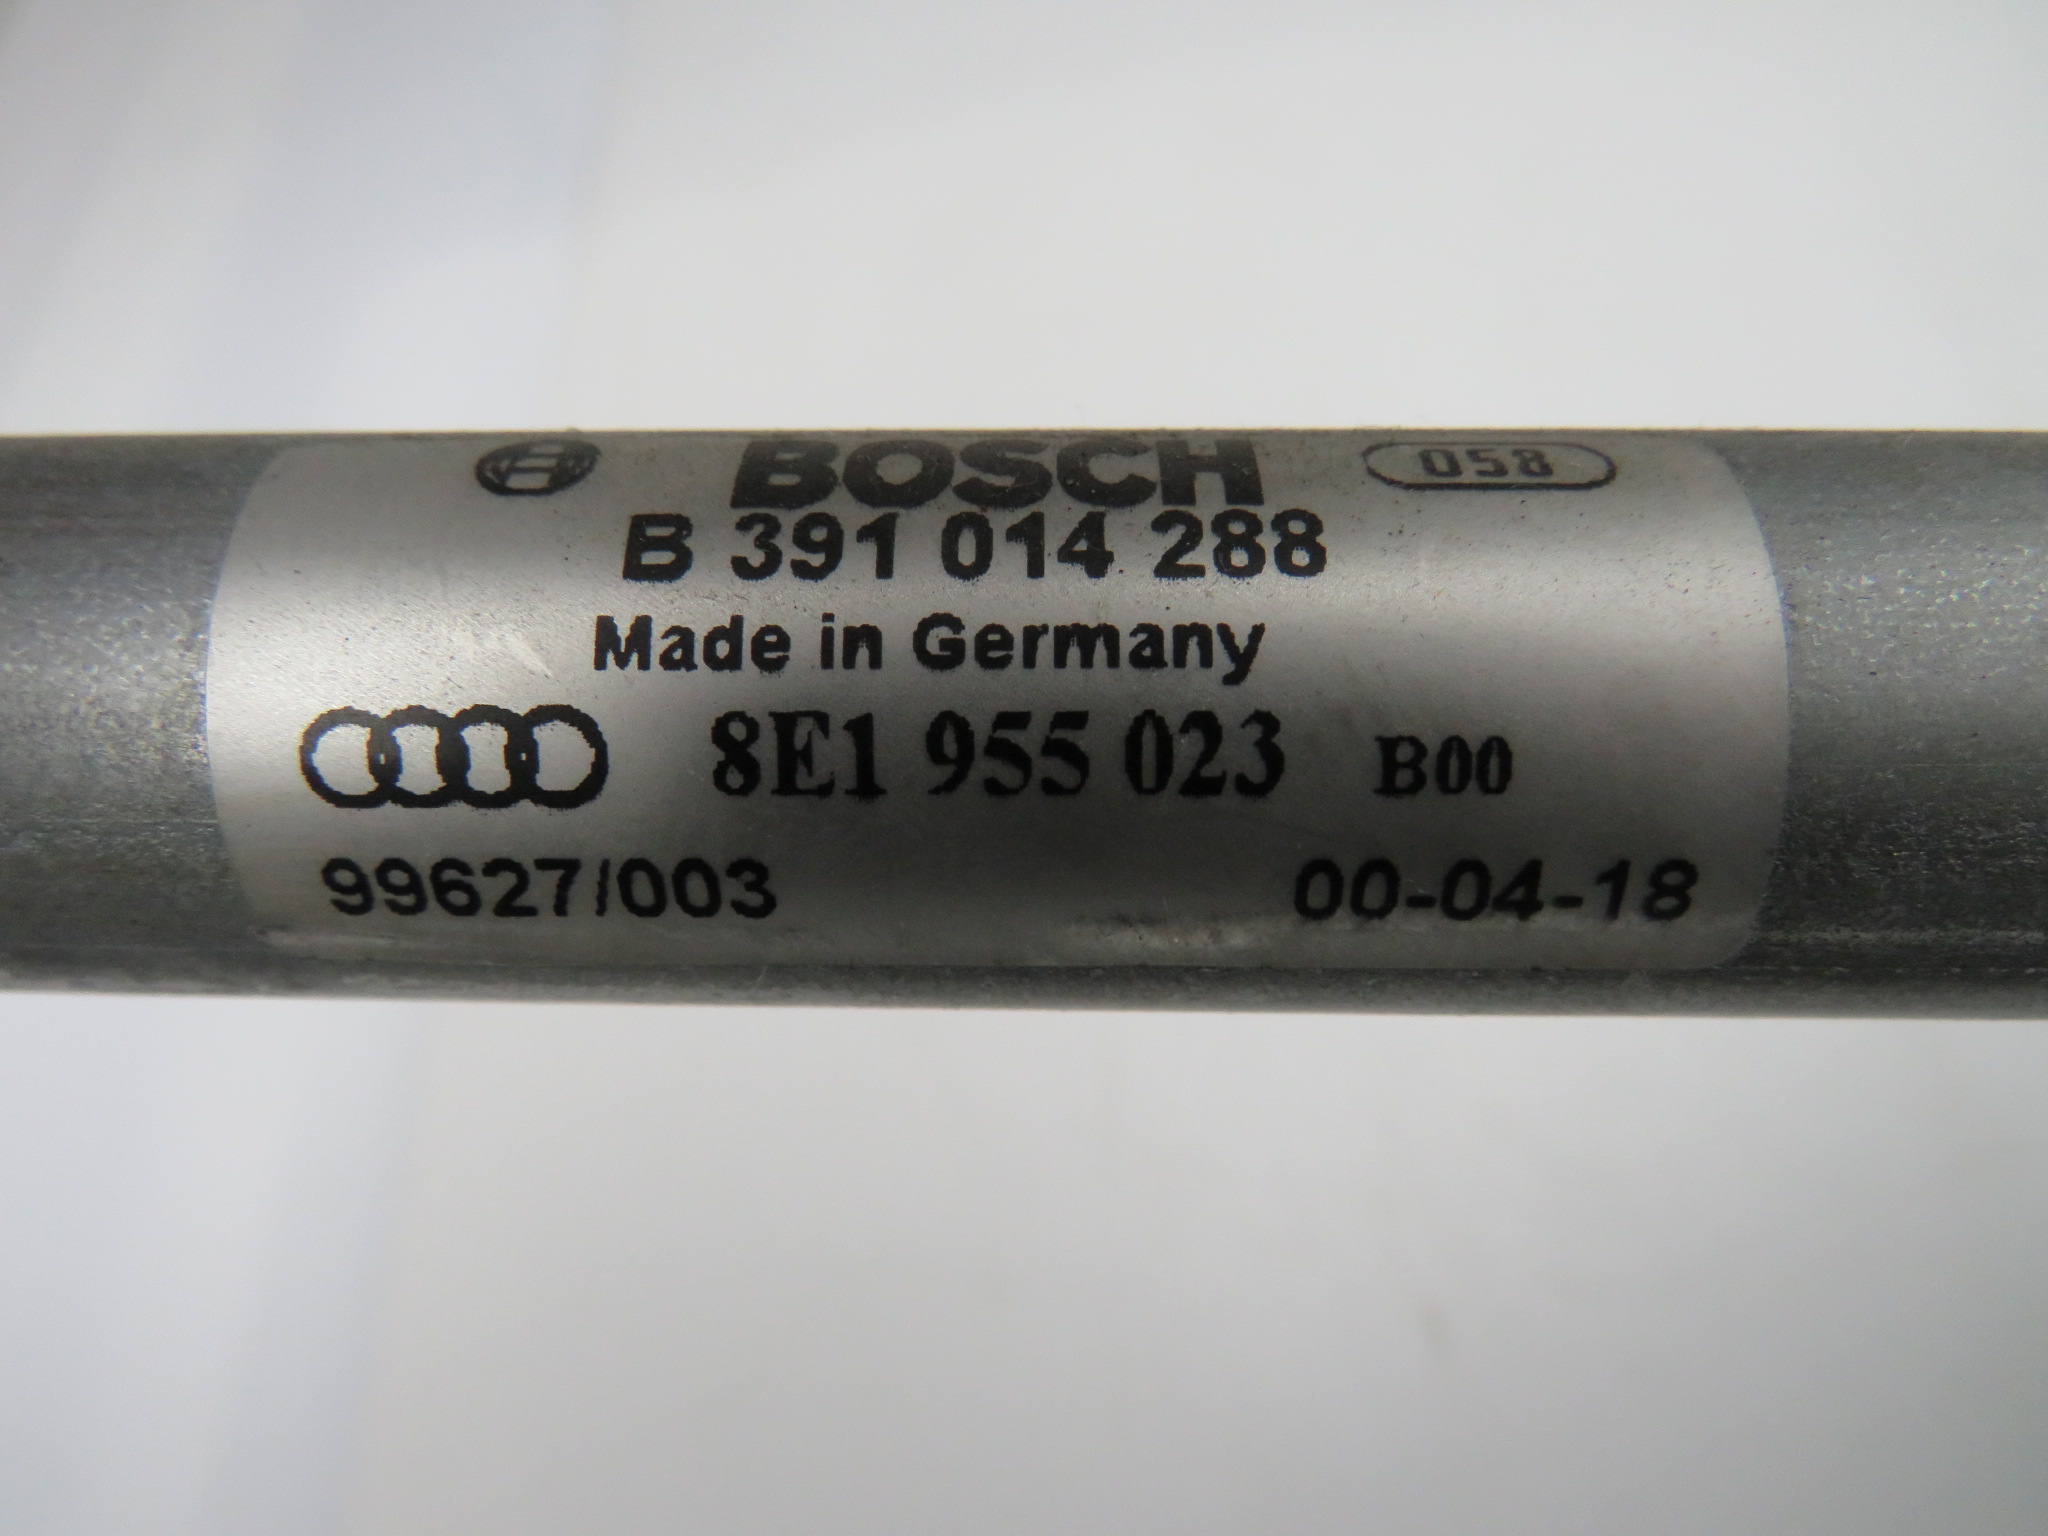 BOSCH 058
B 391 014 288
Made in Germany
8E1 955 023 B00
99627/003 00-04-18